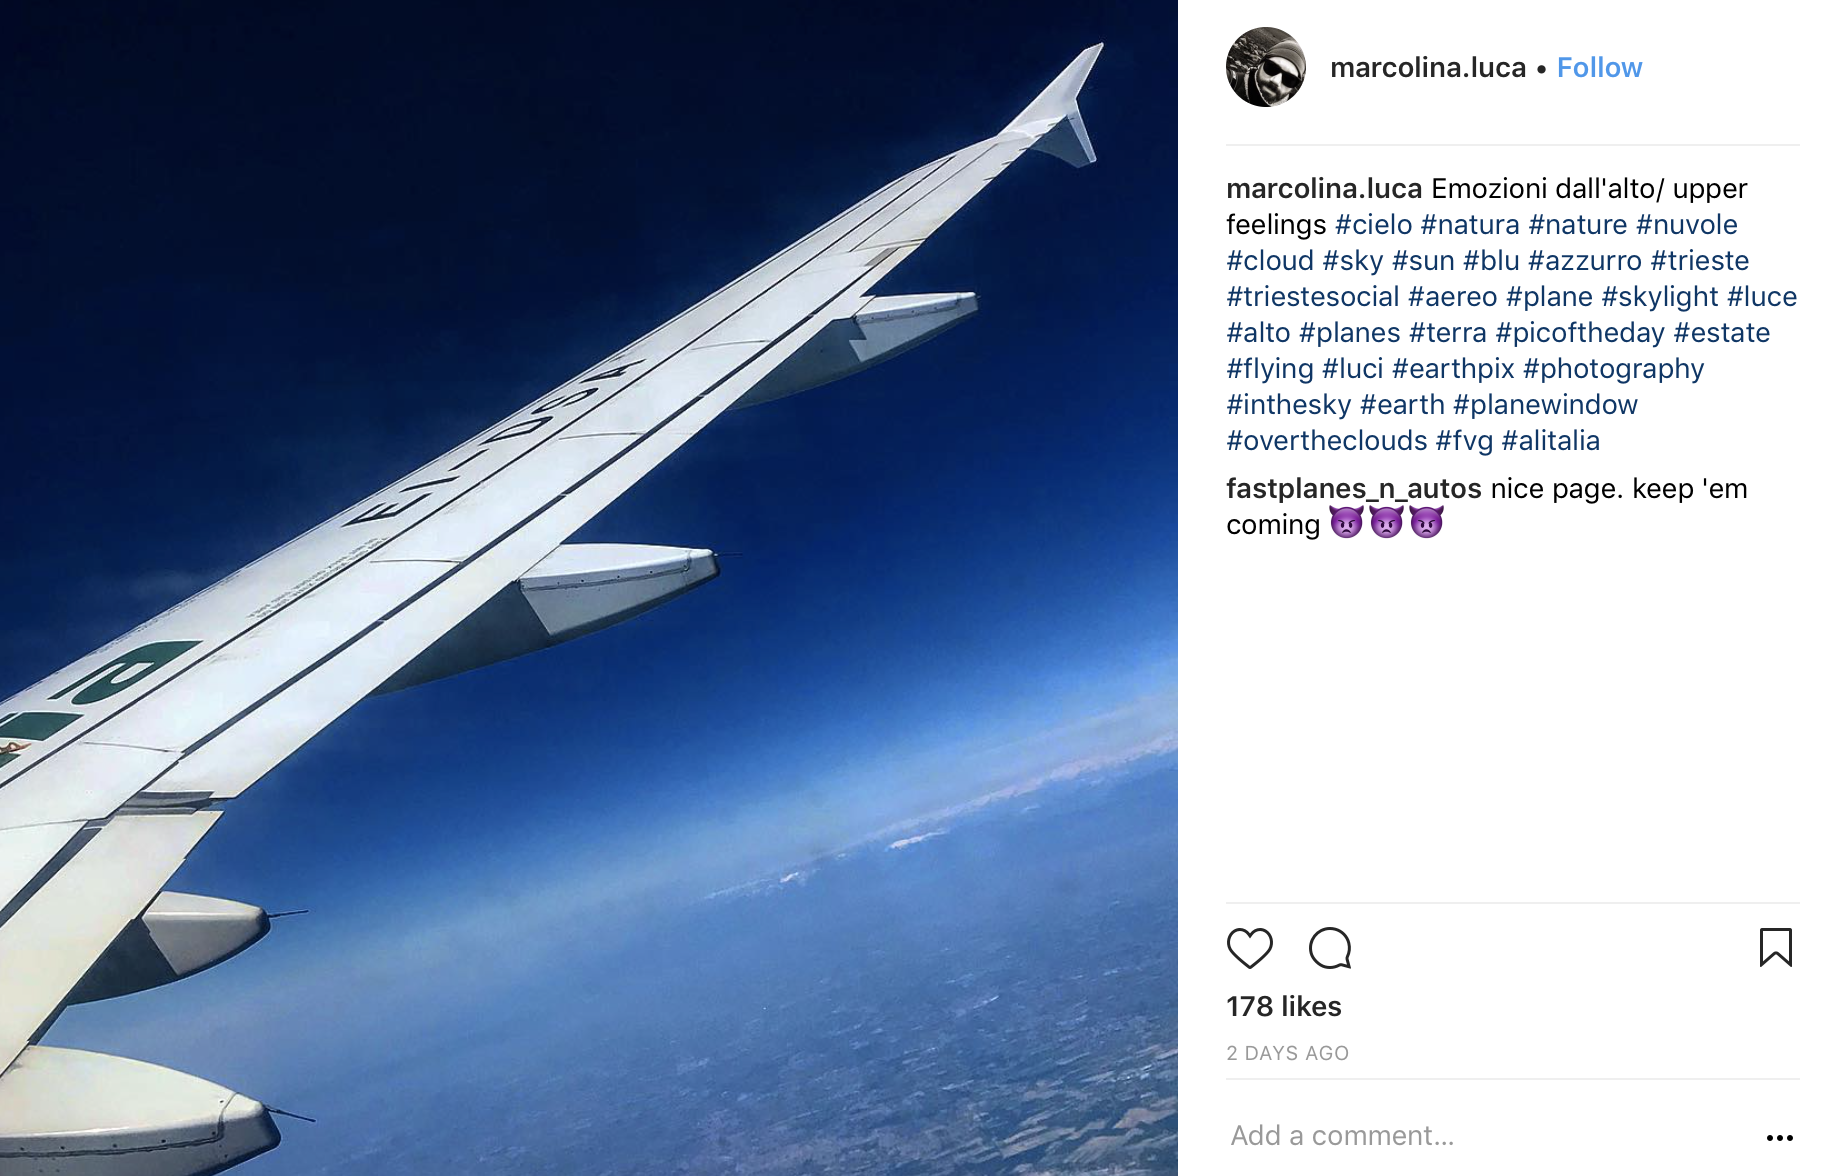 EI-DSA
marcolina.luca • Follow
marcolina.luca Emozioni dall'alto/ upper
feelings #cielo #natura #nature #nuvole
#cloud #sky #sun #blu #azzurro #trieste
#triestesocial #aereo #plane #skylight #luce
#alto #planes #terra #picoftheday #estate
#flying #luci #earthpix #photography
#inthesky #earth #planewindow
#overtheclouds #fvg #alitalia
fastplanes_n_autos nice page. keep 'em
coming 👿👿👿
178 likes
2 DAYS AGO
Add a comment...